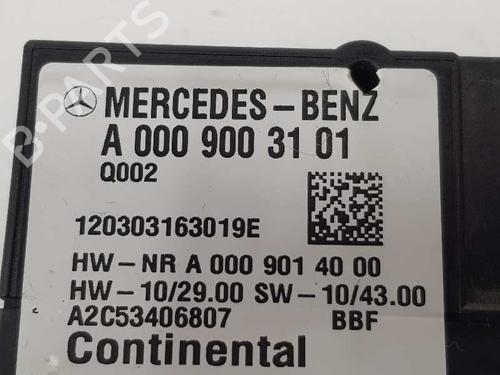 MERCEDES-BENZ
A 000 900 31 01
Q002
120303163019E
HW-NR A 000 901 40 00
HW-10/29.00 SW-10/43.00
A2C53406807 BBF
Continental
B-PARTS